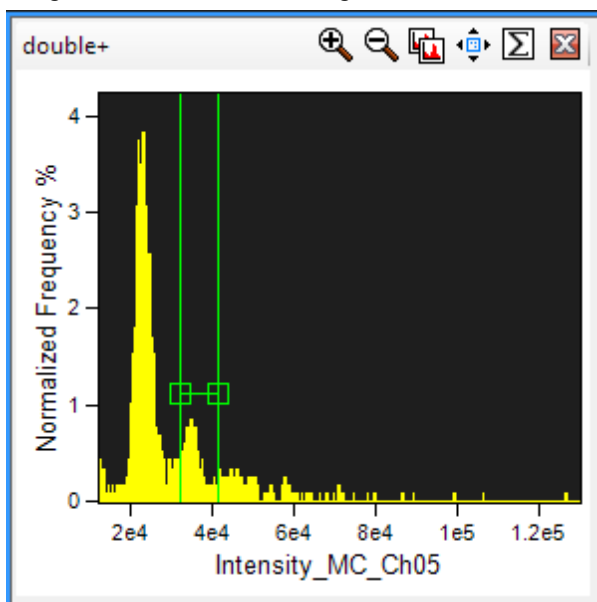 double+
Σ
Normalized Frequency %
4
3
2
1
0
2e4 4e4 6e4 8e4 1e5 1.2e5
Intensity_MC_Ch05